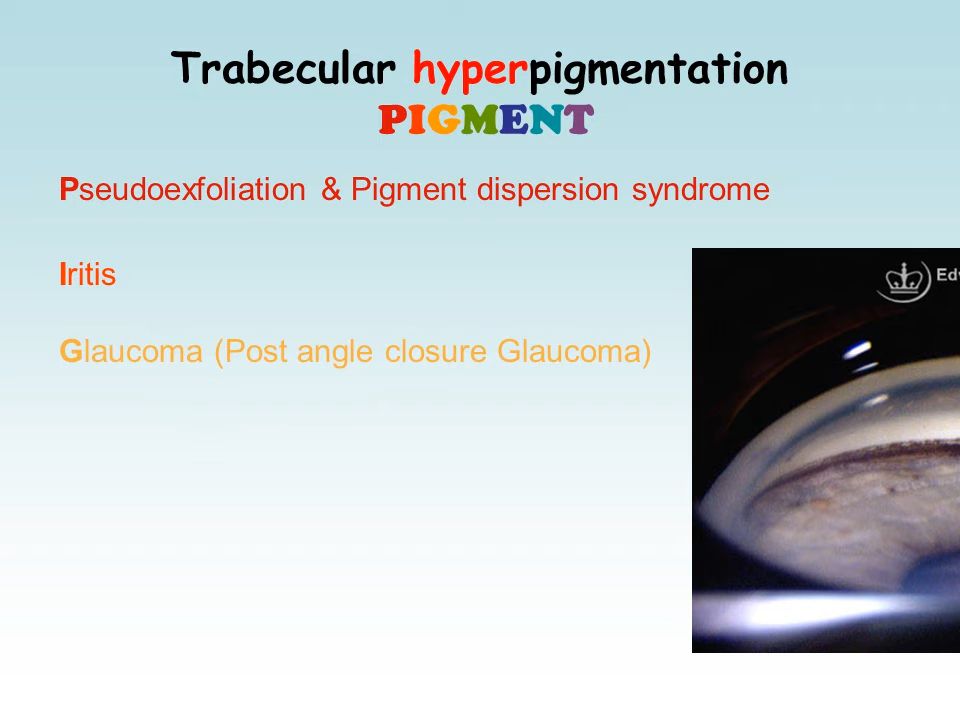 Trabecular hyperpigmentation
PIGMENT
Pseudoexfoliation & Pigment dispersion syndrome
Iritis
Glaucoma (Post angle closure Glaucoma)